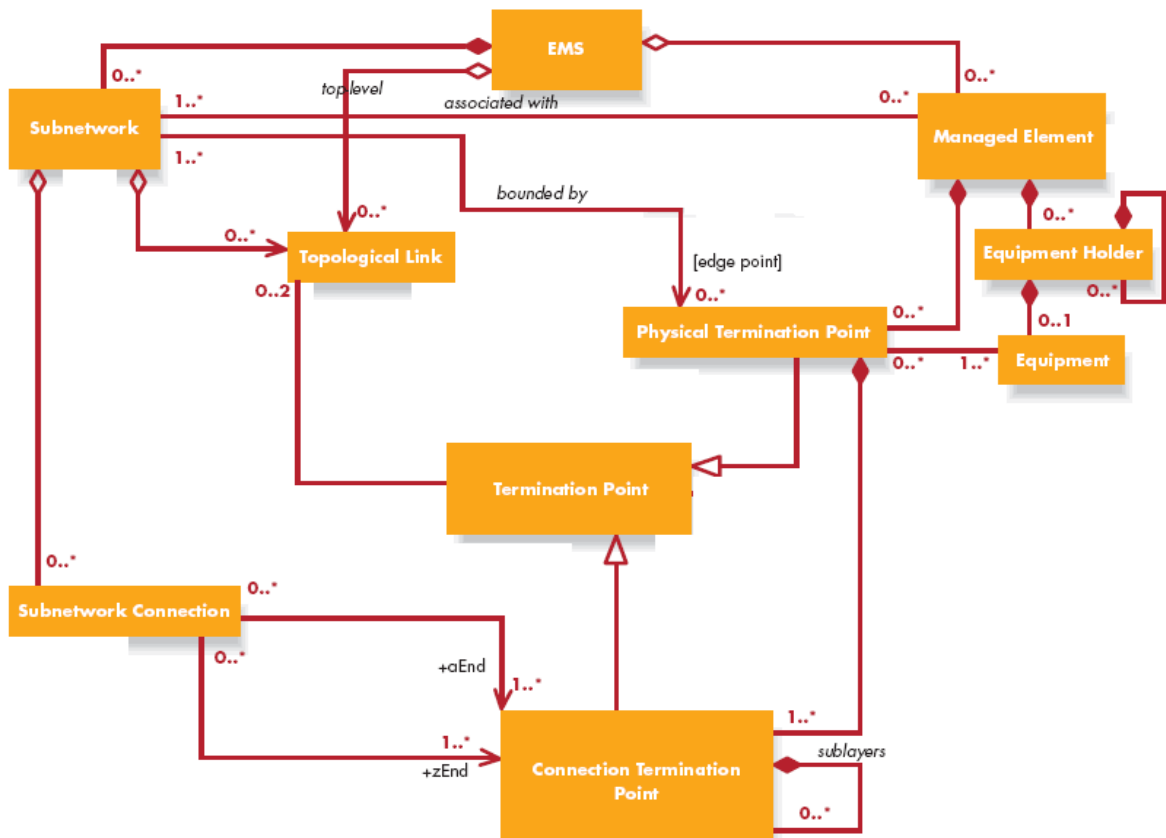 EMS
0..*
0..*
top-level
1..*
associated with
0..*
Subnetwork
Managed Element
1..*
bounded by
0..*
0..*
0..*
Equipment Holder
Topological Link
[edge point]
0..*
0..2
0..*
0..*
0..1
Physical Termination Point
0..*
1..*
Equipment
Termination Point
0..*
0..*
Subnetwork Connection
0..*
+aEnd
1..*
1..*
1..*
sublayers
+zEnd
Connection Termination
Point
0..*